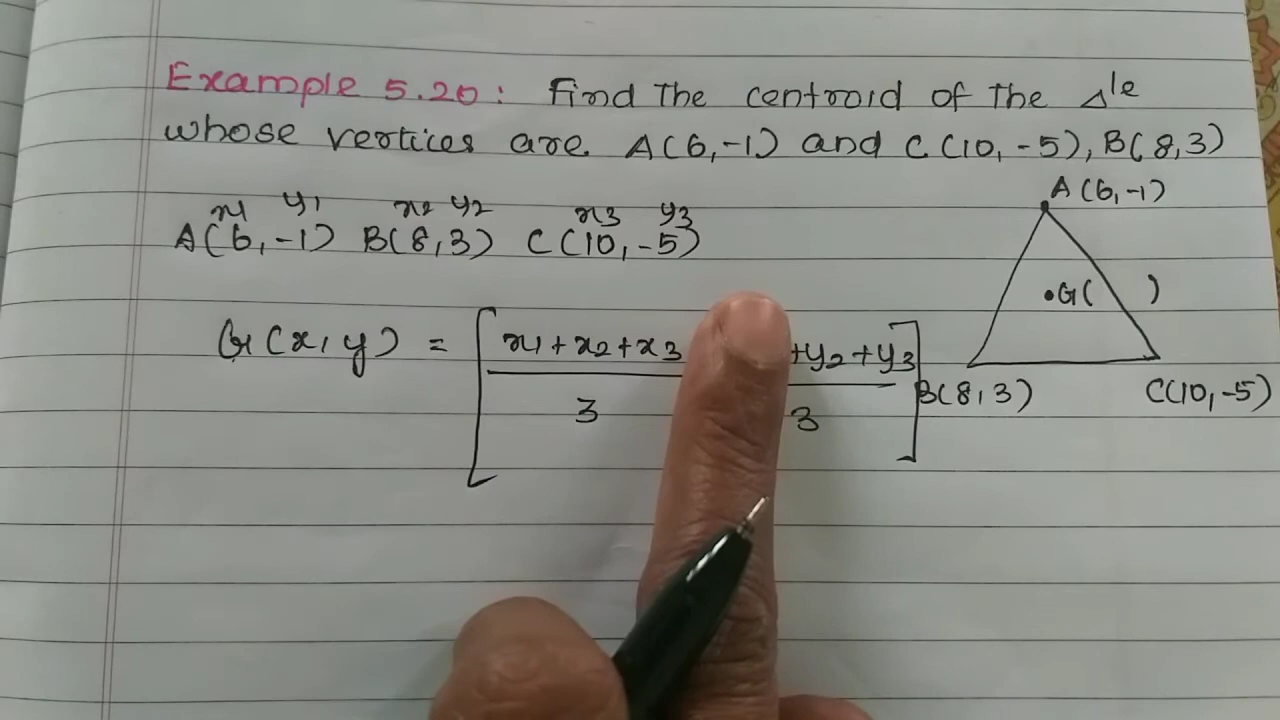 Example 5.20: Find The centroid of the Δle
whose vertices are A(6,-1) and C(10,-5), B(8,3)
A(6,-1)
x1 y1 x2 y2 x3 y3
A(6,-1) B(8,3) C(10,-5)
.G( )
G(x,y) = [ x1+x2+x3 +y2+y3 ]
3 3
B(8,3) C(10,-5)